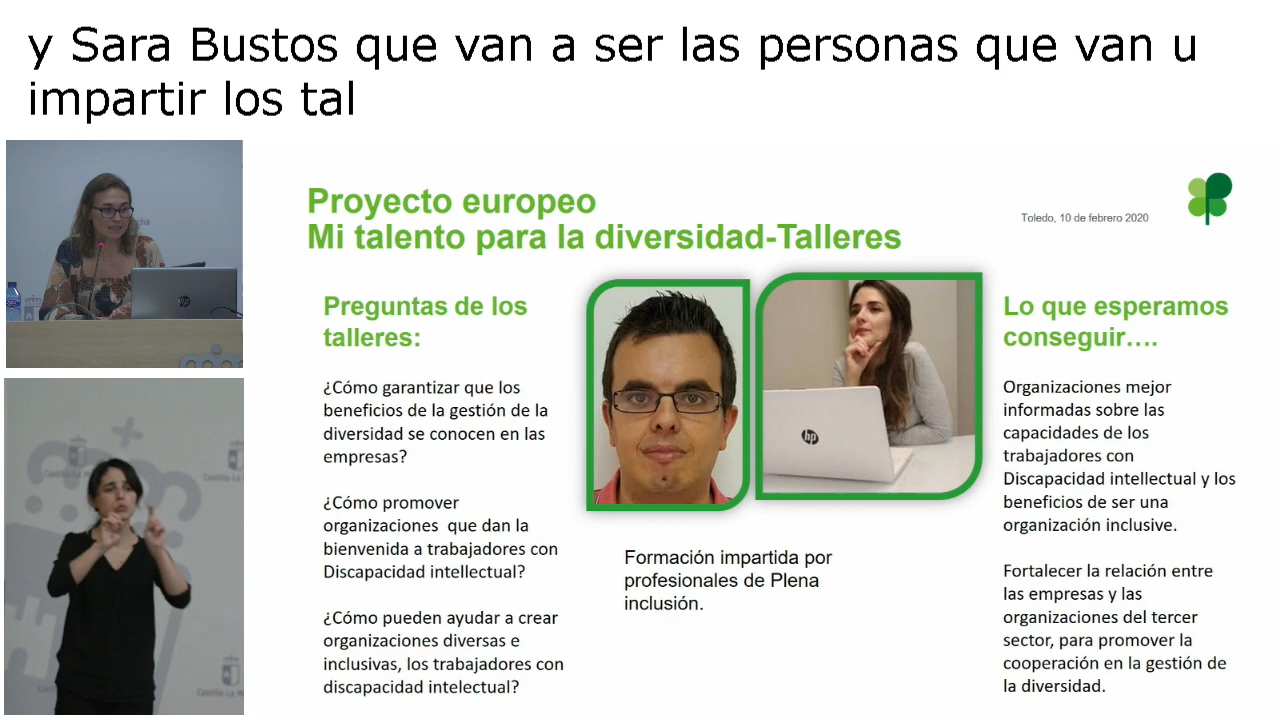 y Sara Bustos que van a ser las personas que van u
impartir los tal
Proyecto europeo
Mi talento para la diversidad-Talleres
Toledo, 10 de febrero 2020
Preguntas de los
talleres:
¿Cómo garantizar que los
beneficios de la gestión de la
diversidad se conocen en las
empresas?
¿Cómo promover
organizaciones que dan la
bienvenida a trabajadores con
Discapacidad intellectual?
¿Cómo pueden ayudar a crear
organizaciones diversas e
inclusivas, los trabajadores con
discapacidad intelectual?
hp
hp
Formación impartida por
profesionales de Plena
inclusión.
Lo que esperamos
conseguir….
Organizaciones mejor
informadas sobre las
capacidades de los
trabajadores con
Discapacidad intellectual y los
beneficios de ser una
organización inclusive.
Fortalecer la relación entre
las empresas y las
organizaciones del tercer
sector, para promover la
cooperación en la gestión de
la diversidad.